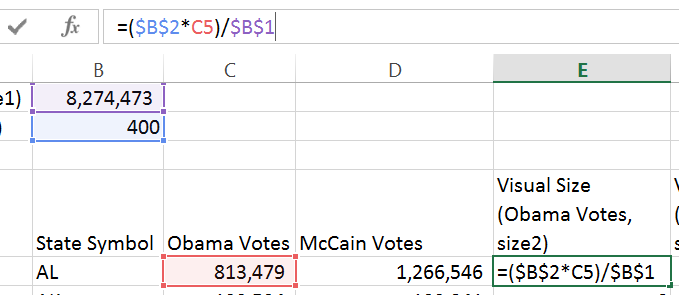 fx =($B$2*C5)/$B$1
B C D E
e1) 8,274,473
) 400
Visual Size
(Obama Votes,
State Symbol Obama Votes McCain Votes size2)
AL 813,479 1,266,546 =($B$2*C5)/$B$1